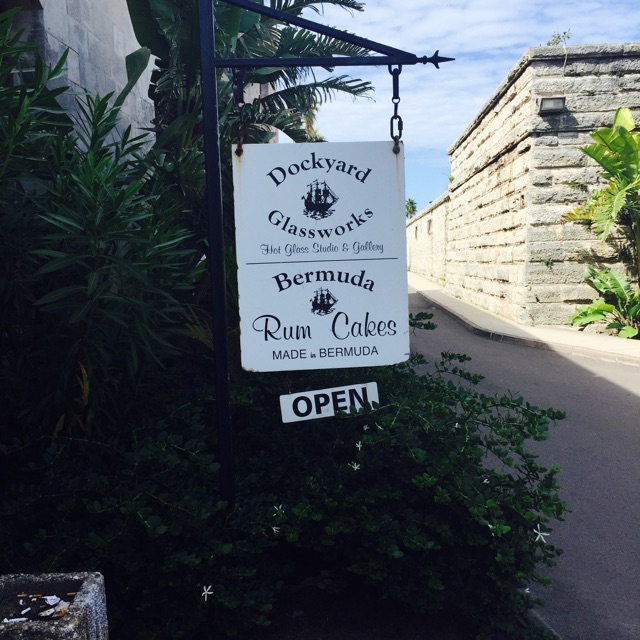 Dockyard
Glassworks
Hot Glass Studio & Gallery
Bermuda
Rum Cakes
MADE in BERMUDA
OPEN